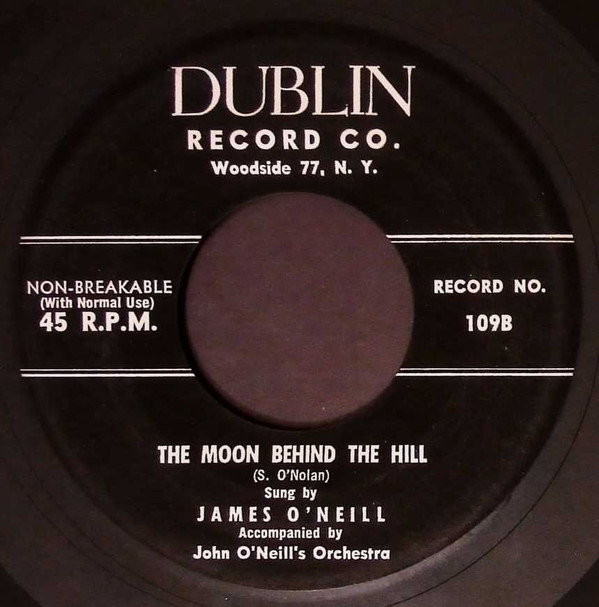 DUBLIN
RECORD CO.
Woodside 77, N. Y.
NON-BREAKABLE
(With Normal Use)
45 R.P.M.
RECORD NO.
109B
THE MOON BEHIND THE HILL
(S. O'Nolan)
Sung by
JAMES O'NEILL
Accompanied by
John O'Neill's Orchestra